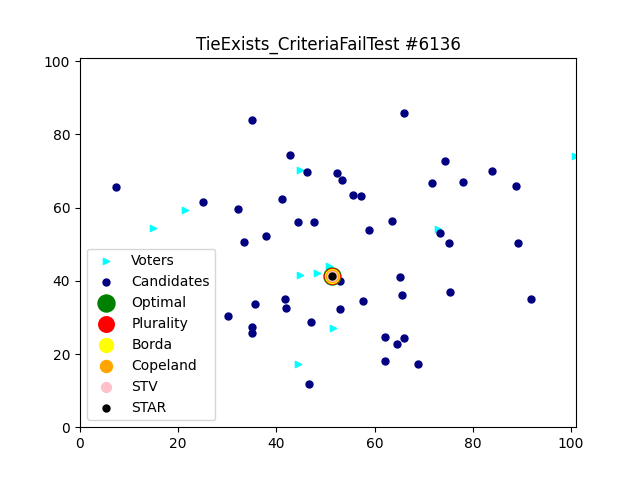 TieExists_CriteriaFailTest #6136
100
80
60
40
20
0
Voters
Candidates
Optimal
Plurality
Borda
Copeland
STV
STAR
0 20 40 60 80 100